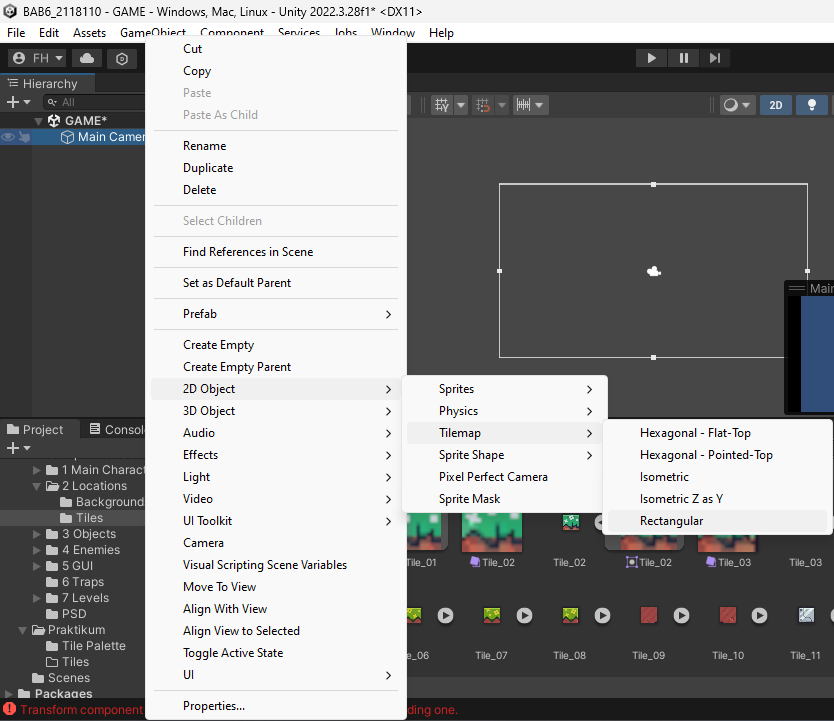 BAB6_2118110 - GAME - Windows, Mac, Linux - Unity 2022.3.28f1* <DX11>
File Edit Assets GameObject Component Services Jobs Window Help
FH
Hierarchy
All
GAME*
Main Camer
2D
Main
Cut
Copy
Paste
Paste As Child
Rename
Duplicate
Delete
Select Children
Find References in Scene
Set as Default Parent
Prefab
Create Empty
Create Empty Parent
2D Object
3D Object
Audio
Effects
Light
Video
UI Toolkit
Camera
Visual Scripting Scene Variables
Move To View
Align With View
Align View to Selected
Toggle Active State
UI
Properties...
Sprites
Physics
Tilemap
Sprite Shape
Pixel Perfect Camera
Sprite Mask
Hexagonal - Flat-Top
Hexagonal - Pointed-Top
Isometric
Isometric Z as Y
Rectangular
Project Consol
1 Main Charact
2 Locations
Background
Tiles
3 Objects
4 Enemies
5 GUI
6 Traps
7 Levels
PSD
Praktikum
Tile Palette
Tiles
Scenes
Packages
Tile_01 Tile_02 Tile_02 Tile_02 Tile_03 Tile_03
_06 Tile_07 Tile_08 Tile_09 Tile_10 Tile_11
Transform component ding one.